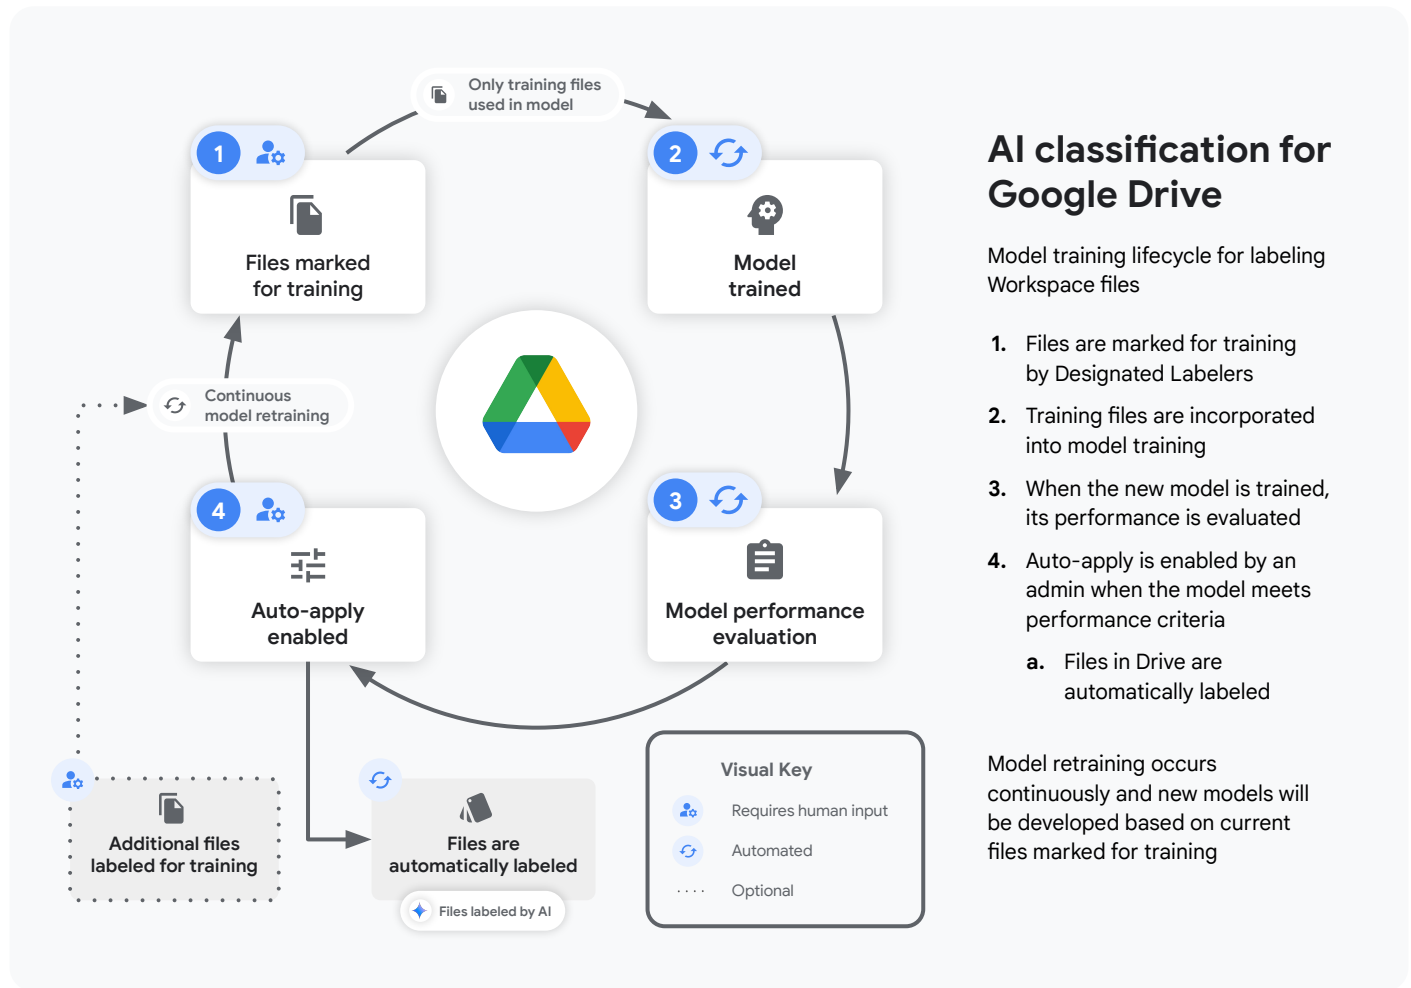 Only training files
used in model
1
Files marked
for training
2
Model
trained
Continuous
model retraining
4
Auto-apply
enabled
3
Model performance
evaluation
Additional files
labeled for training
Files are
automatically labeled
Files labeled by AI
Visual Key
Requires human input
Automated
Optional
AI classification for
Google Drive
Model training lifecycle for labeling
Workspace files
1. Files are marked for training
by Designated Labelers
2. Training files are incorporated
into model training
3. When the new model is trained,
its performance is evaluated
4. Auto-apply is enabled by an
admin when the model meets
performance criteria
a. Files in Drive are
automatically labeled
Model retraining occurs
continuously and new models will
be developed based on current
files marked for training